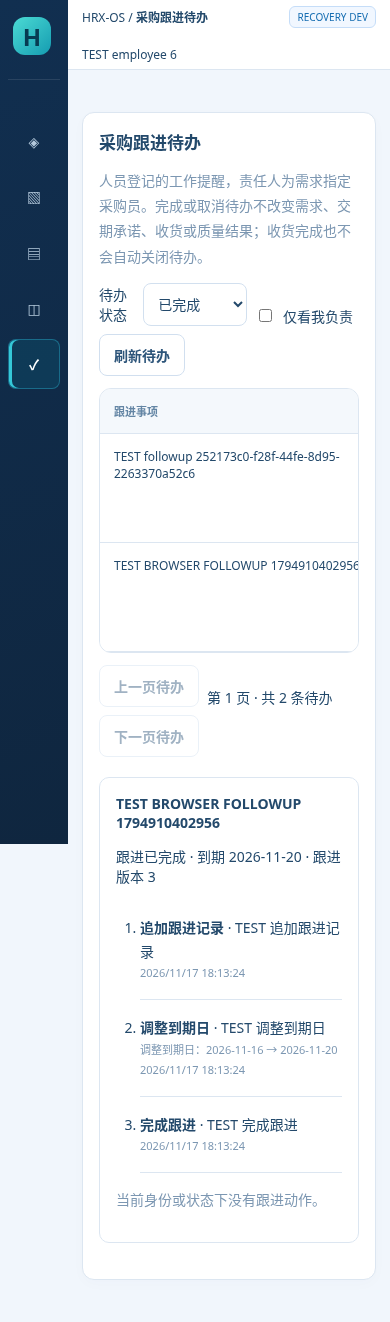 H
HRX-OS / 采购跟进待办
RECOVERY DEV
TEST employee 6
采购跟进待办
人员登记的工作提醒，责任人为需求指定
采购员。完成或取消待办不改变需求、交
期承诺、收货或质量结果；收货完成也不
会自动关闭待办。
待办
状态
已完成
仅看我负责
刷新待办
跟进事项
TEST followup 252173c0-f28f-44fe-8d95-
2263370a52c6
TEST BROWSER FOLLOWUP 1794910402956
上一页待办
第 1 页 · 共 2 条待办
下一页待办
TEST BROWSER FOLLOWUP
1794910402956
跟进已完成 · 到期 2026-11-20 · 跟进
版本 3
1. 追加跟进记录 · TEST 追加跟进记
录
2026/11/17 18:13:24
2. 调整到期日 · TEST 调整到期日
调整到期日：2026-11-16 → 2026-11-20
2026/11/17 18:13:24
3. 完成跟进 · TEST 完成跟进
2026/11/17 18:13:24
当前身份或状态下没有跟进动作。